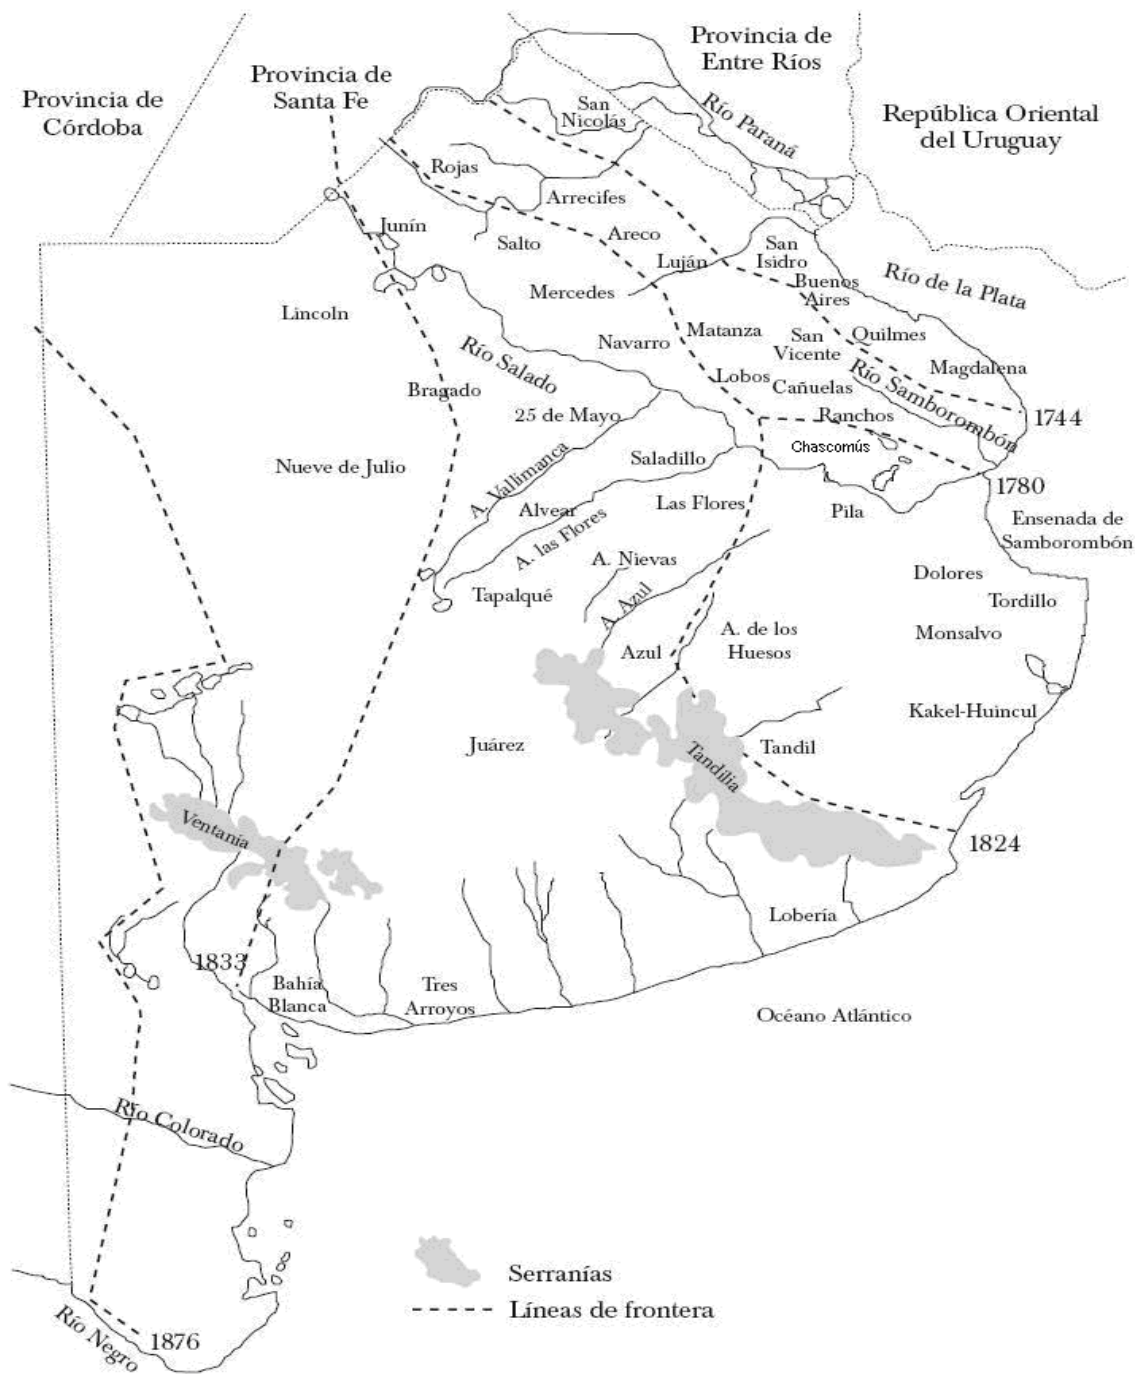 Provincia de
Entre Ríos
Provincia de
Santa Fe
Provincia de
Córdoba
República Oriental
del Uruguay
Río Paraná
San
Nicolás
Rojas
Arrecifes
Junín
Salto
Areco
Luján
San
Isidro
Buenos
Aires
Río de la Plata
Mercedes
Lincoln
Navarro
Matanza
San
Vicente
Quilmes
Magdalena
Río Salado
Bragado
Lobos
Cañuelas
Río Samborombón
25 de Mayo
Ranchos
1744
Chascomús
Nueve de Julio
A. Vallimanca
Saladillo
1780
Alvear
Las Flores
Pila
Ensenada de
Samborombón
A. las Flores
A. Nievas
Dolores
Tapalqué
A. Azul
Tordillo
A. de los
Huesos
Monsalvo
Azul
Kakel-Huincul
Juárez
Tandil
Tandilia
Ventanía
1824
Lobería
1833
Bahía
Blanca
Tres
Arroyos
Océano Atlántico
Río Colorado
Serranías
Líneas de frontera
Río Negro
1876